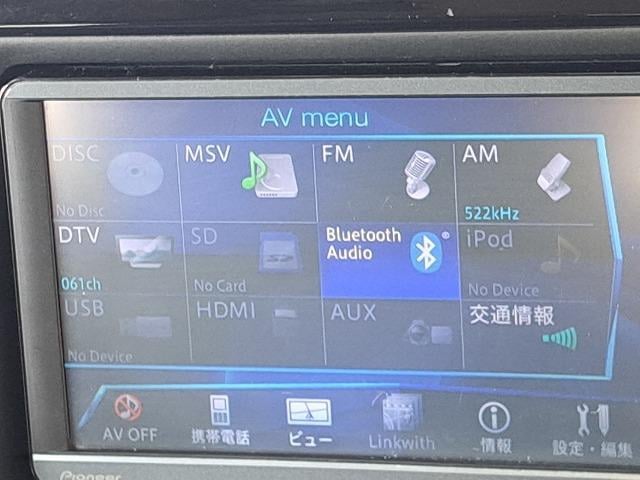 AV menu
DISC
MSV
FM
AM
No Disc
522kHz
DTV
SD
Bluetooth®
Audio
iPod
061ch
No Card
No Device
USB
HDMI
AUX
交通情報
No Device
AV OFF
携帯電話
ビュー
Linkwith
情報
設定・編集
Pioneer